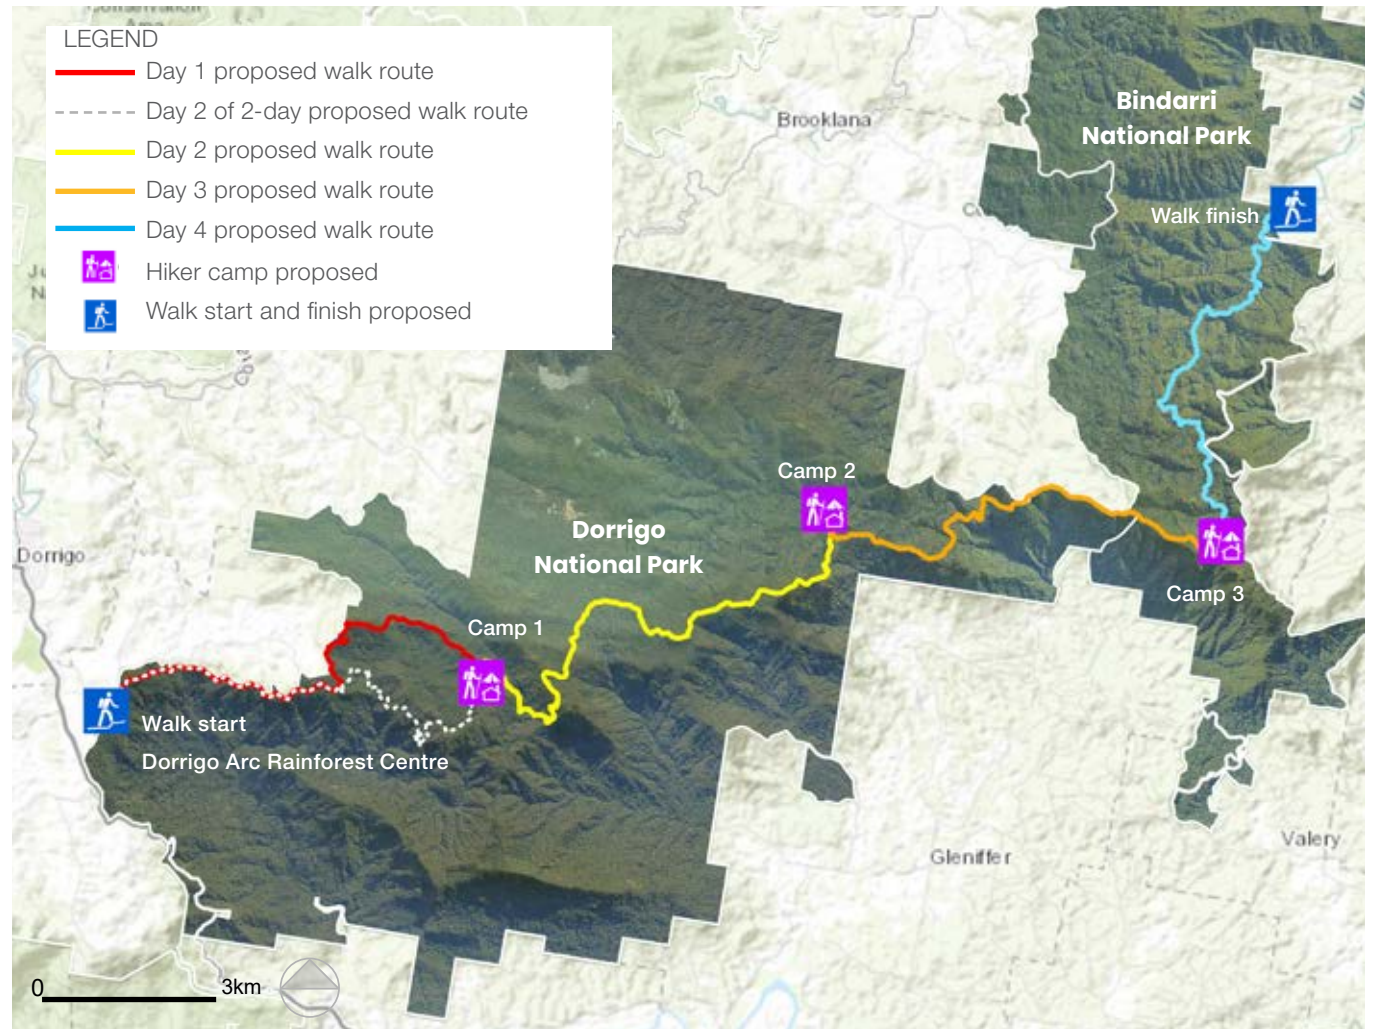 Conservation
Area
LEGEND
Day 1 proposed walk route
Day 2 of 2-day proposed walk route
Day 2 proposed walk route
Day 3 proposed walk route
Day 4 proposed walk route
Hiker camp proposed
Walk start and finish proposed
Brooklana
Bindarri
National Park
Walk finish
Camp 2
Dorrigo
National Park
Dorrigo
Camp 3
Camp 1
Walk start
Dorrigo Arc Rainforest Centre
Gleniffer
Valery
0
3km